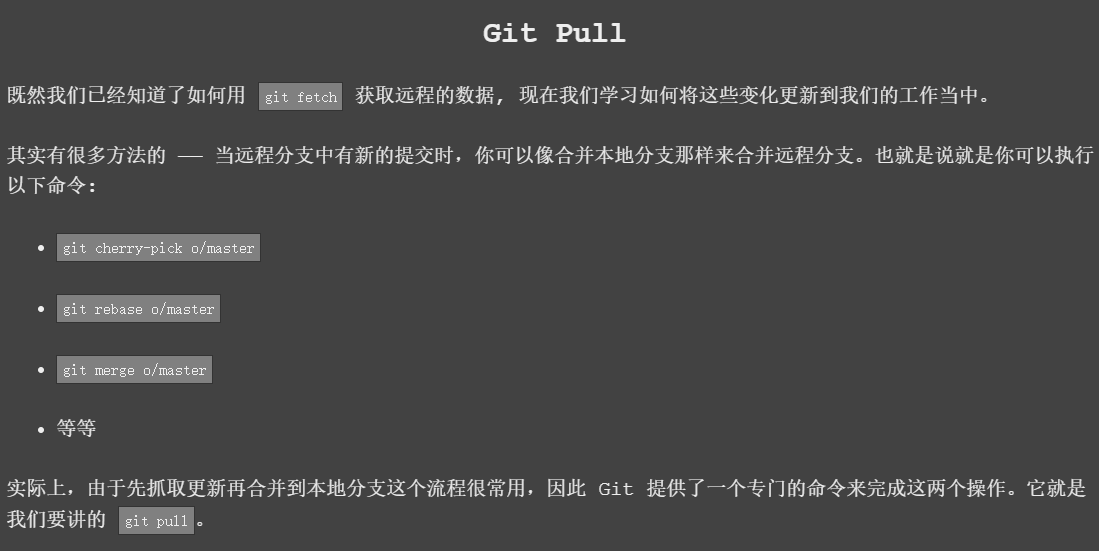 Git Pull
既然我们已经知道了如何用 git fetch 获取远程的数据, 现在我们学习如何将这些变化更新到我们的工作当中。
其实有很多方法的 —— 当远程分支中有新的提交时，你可以像合并本地分支那样来合并远程分支。也就是说就是你可以执行
以下命令:
• git cherry-pick o/master
• git rebase o/master
• git merge o/master
• 等等
实际上，由于先抓取更新再合并到本地分支这个流程很常用，因此 Git 提供了一个专门的命令来完成这两个操作。它就是
我们要讲的 git pull。